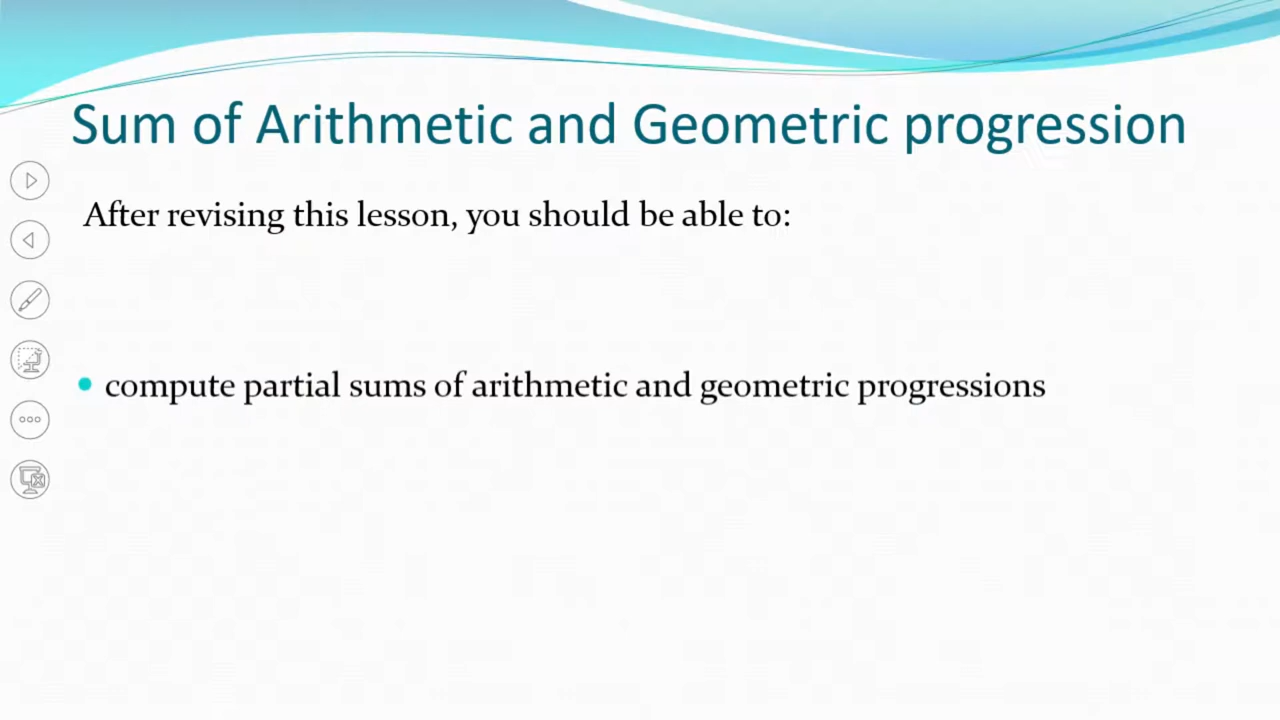 Sum of Arithmetic and Geometric progression
After revising this lesson, you should be able to:
• compute partial sums of arithmetic and geometric progressions